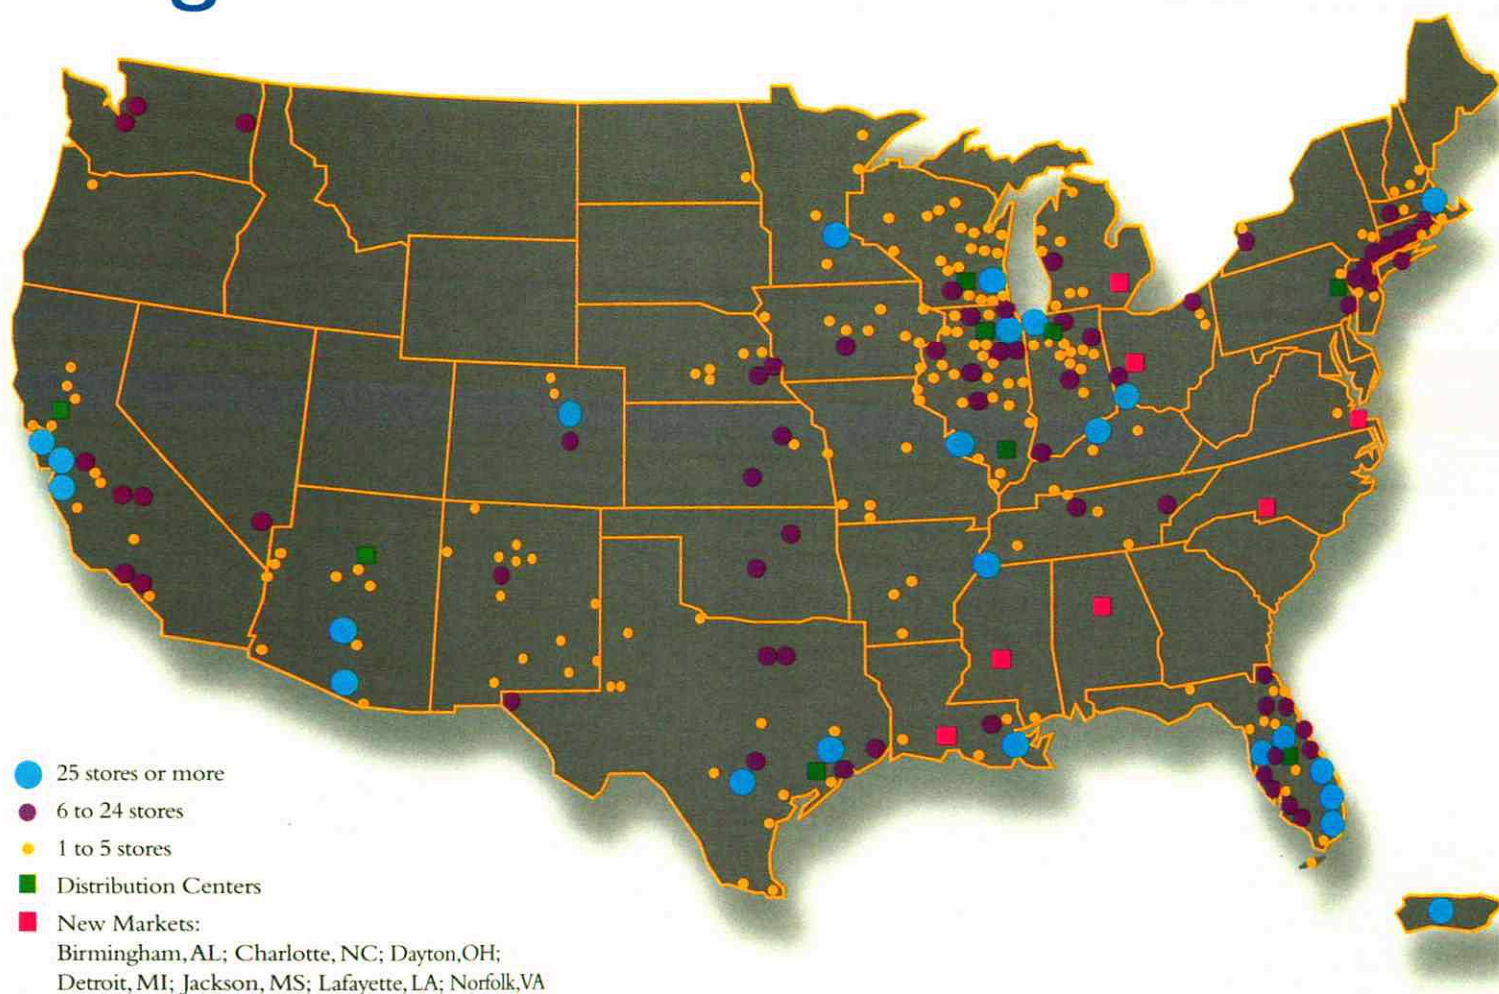 25 stores or more
6 to 24 stores
1 to 5 stores
Distribution Centers
New Markets:
Birmingham, AL; Charlotte, NC; Dayton,OH;
Detroit, MI; Jackson, MS; Lafayette, LA; Norfolk,VA